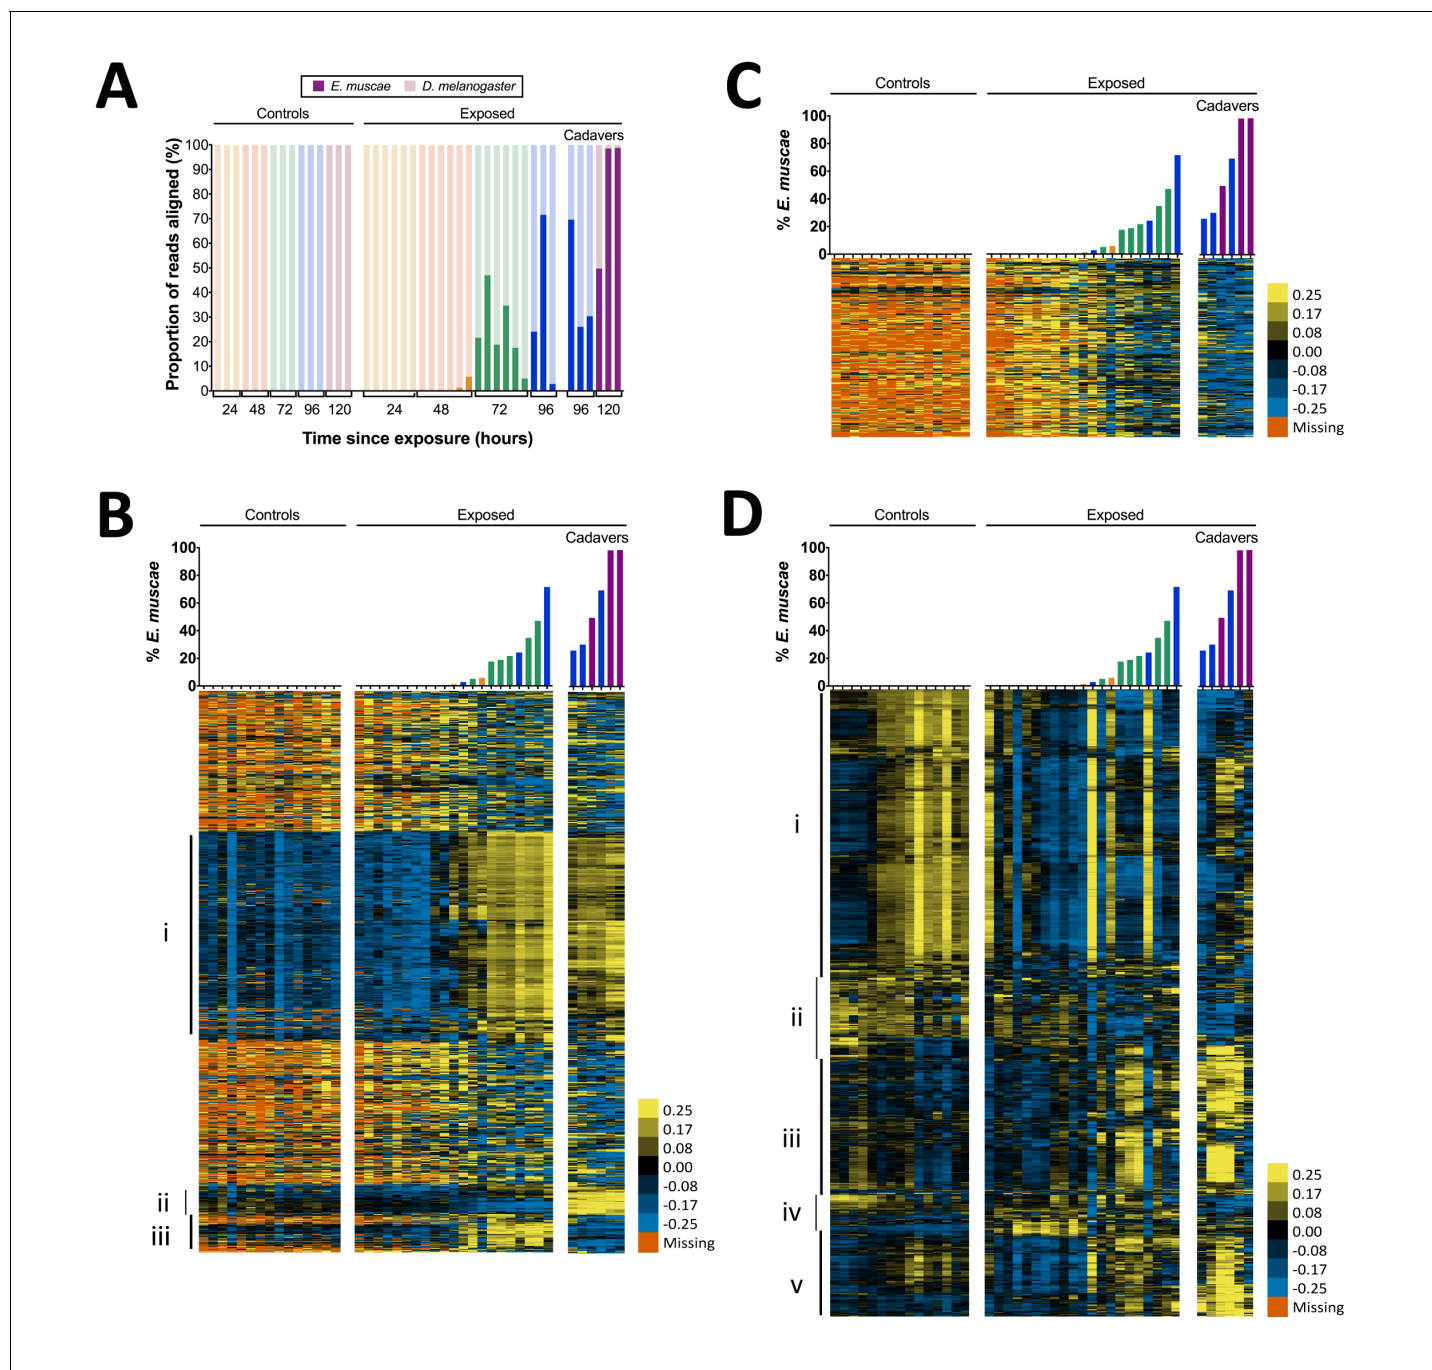 A
E. muscae D. melanogaster
Controls Exposed
Cadavers
Proportion of reads aligned (%)
100
90
80
70
60
50
40
30
20
10
0
24 48 72 96 120 24 48 72 96 96 120
Time since exposure (hours)
C
Controls Exposed
Cadavers
% E. muscae
100
80
60
40
20
0
0.25
0.17
0.08
0.00
-0.08
-0.17
-0.25
Missing
B
Controls Exposed
Cadavers
% E. muscae
100
80
60
40
20
0
i
ii
iii
0.25
0.17
0.08
0.00
-0.08
-0.17
-0.25
Missing
D
Controls Exposed
Cadavers
% E. muscae
100
80
60
40
20
0
i
ii
iii
iv
v
0.25
0.17
0.08
0.00
-0.08
-0.17
-0.25
Missing